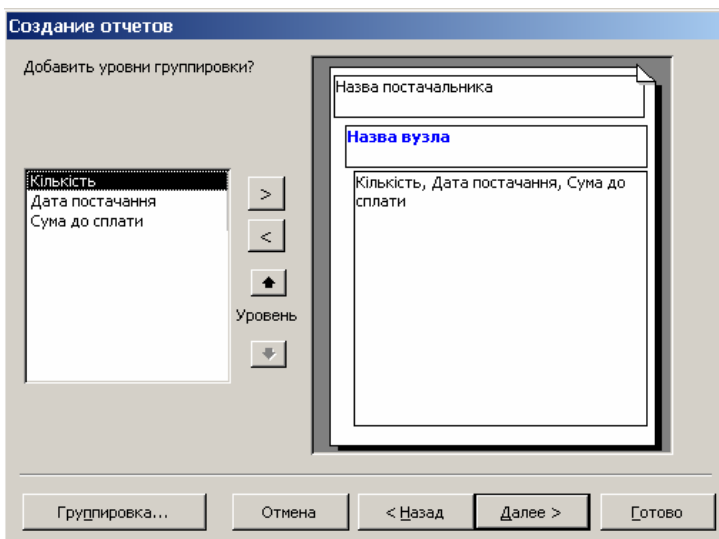 Создание отчетов
Добавить уровни группировки?
Кількість
Дата постачання
Сума до сплати
>
<
Уровень
Назва постачальника
Назва вузла
Кількість, Дата постачання, Сума до
сплати
Группировка...
Отмена
< Назад
Далее >
Готово